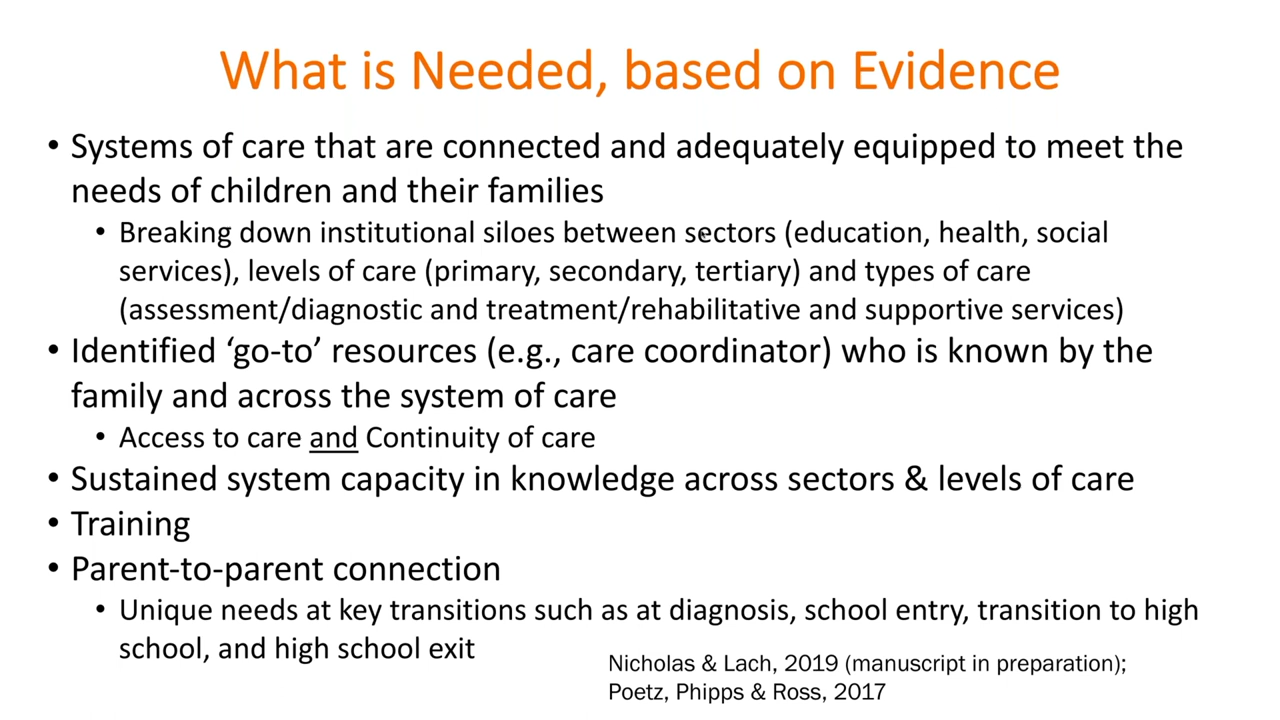 What is Needed, based on Evidence
• Systems of care that are connected and adequately equipped to meet the
needs of children and their families
• Breaking down institutional siloes between sectors (education, health, social
services), levels of care (primary, secondary, tertiary) and types of care
(assessment/diagnostic and treatment/rehabilitative and supportive services)
• Identified ‘go-to’ resources (e.g., care coordinator) who is known by the
family and across the system of care
• Access to care and Continuity of care
• Sustained system capacity in knowledge across sectors & levels of care
• Training
• Parent-to-parent connection
• Unique needs at key transitions such as at diagnosis, school entry, transition to high
school, and high school exit
Nicholas & Lach, 2019 (manuscript in preparation);
Poetz, Phipps & Ross, 2017